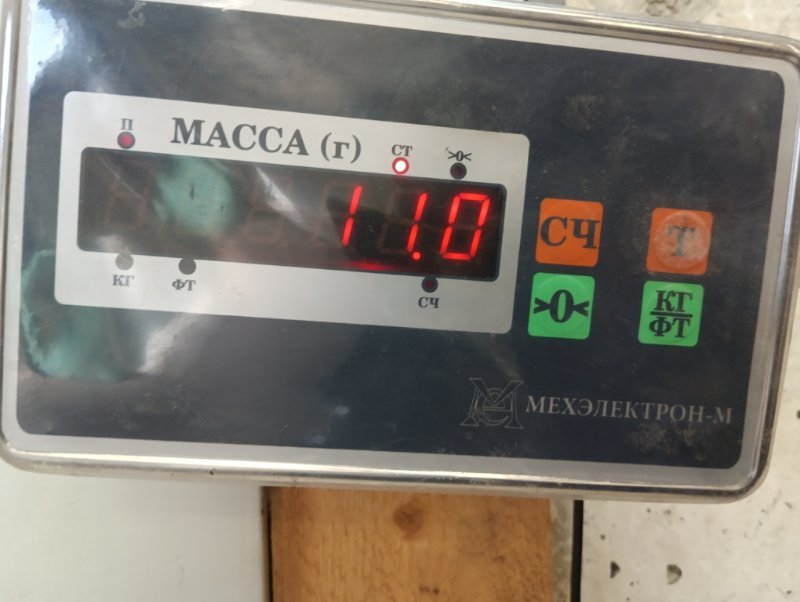 П
МАССА (г)
СТ
>0<
11.0
КГ
ФТ
СЧ
СЧ
Т
>0<
КГ
ФТ
МЕХЭЛЕКТРОН-М